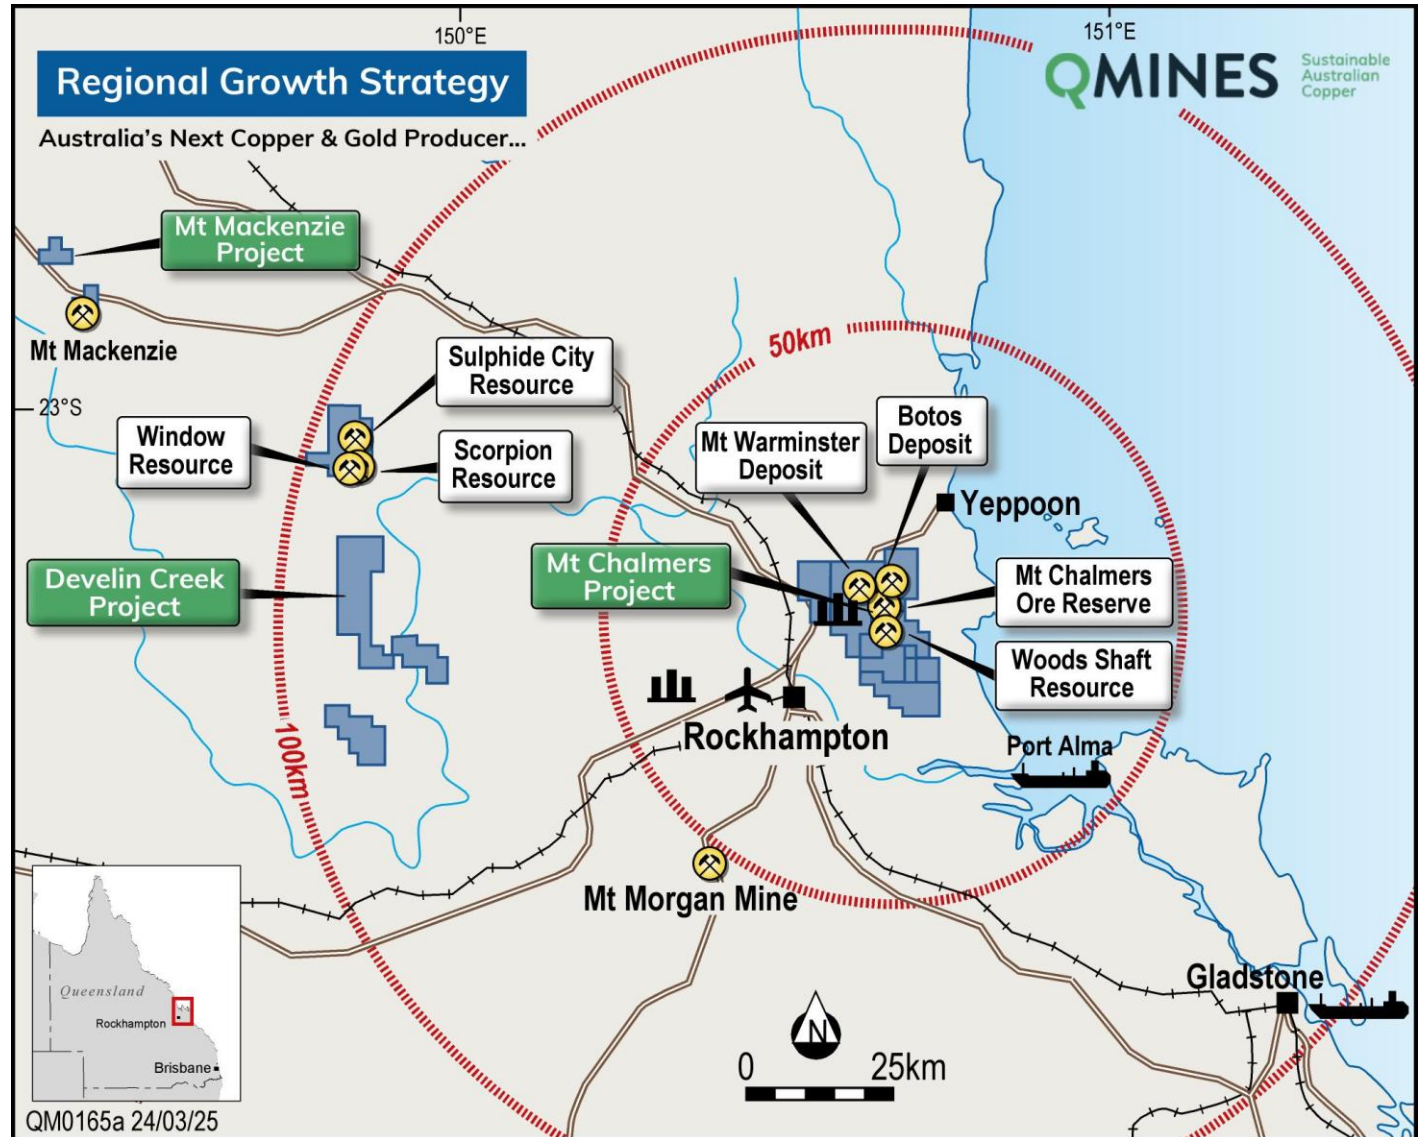 150°E
151°E
Regional Growth Strategy
Australia's Next Copper & Gold Producer...
QMINES
Sustainable
Australian
Copper
Mt Mackenzie
Project
Mt Mackenzie
50km
Sulphide City
Resource
23°S
Window
Resource
Scorpion
Resource
Mt Warminster
Deposit
Botos
Deposit
Yeppoon
Develin Creek
Project
Mt Chalmers
Project
Mt Chalmers
Ore Reserve
Woods Shaft
Resource
100km
Rockhampton
Port Alma
Mt Morgan Mine
Gladstone
Queensland
Rockhampton
Brisbane
N
0 25km
QM0165a 24/03/25